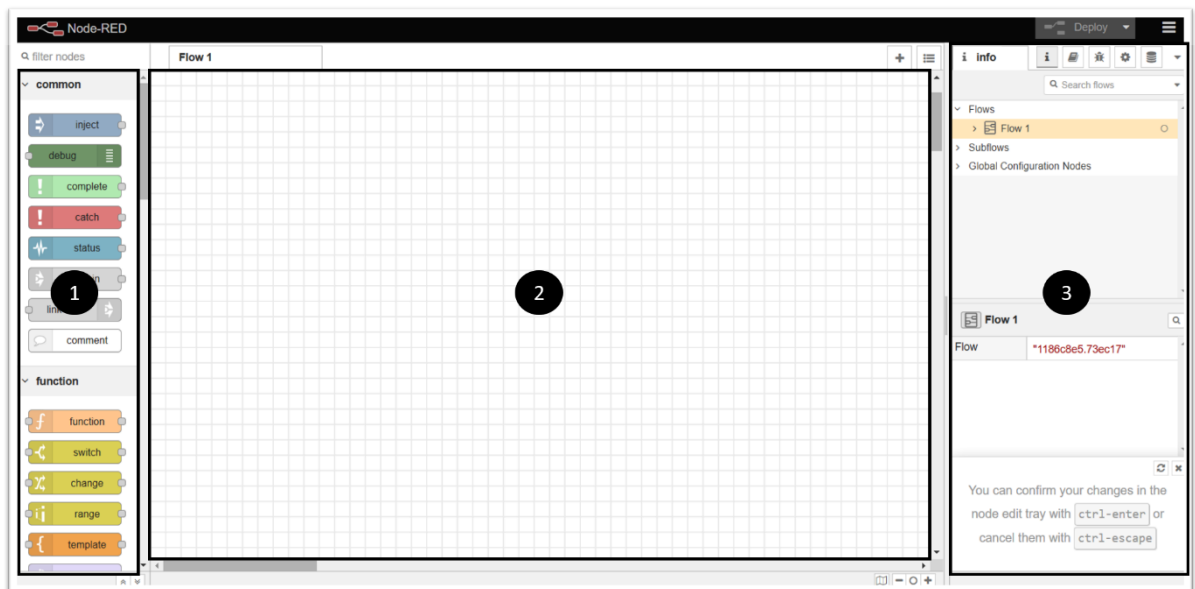 Node-RED
Deploy
filter nodes
Flow 1
i info
i
Search flows
common
inject
debug
complete
catch
status
in
link
comment
function
function
switch
change
range
template
1
2
3
Flows
Flow 1
Subflows
Global Configuration Nodes
Flow 1
Flow "1186c8e5.73ec17"
You can confirm your changes in the
node edit tray with ctrl-enter or
cancel them with ctrl-escape